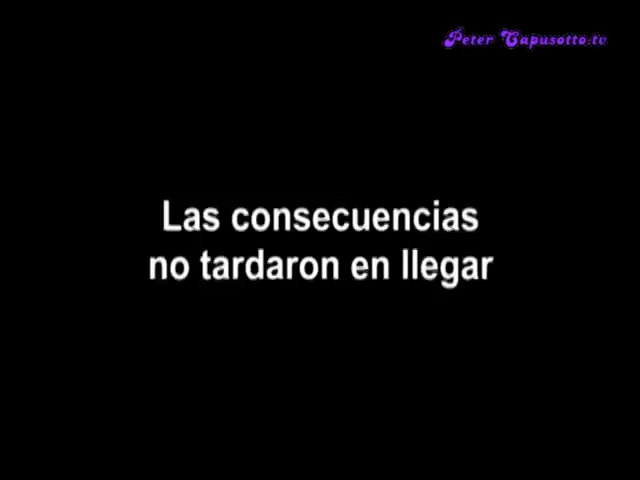 Peter Capusotto.tv
Las consecuencias
no tardaron en llegar